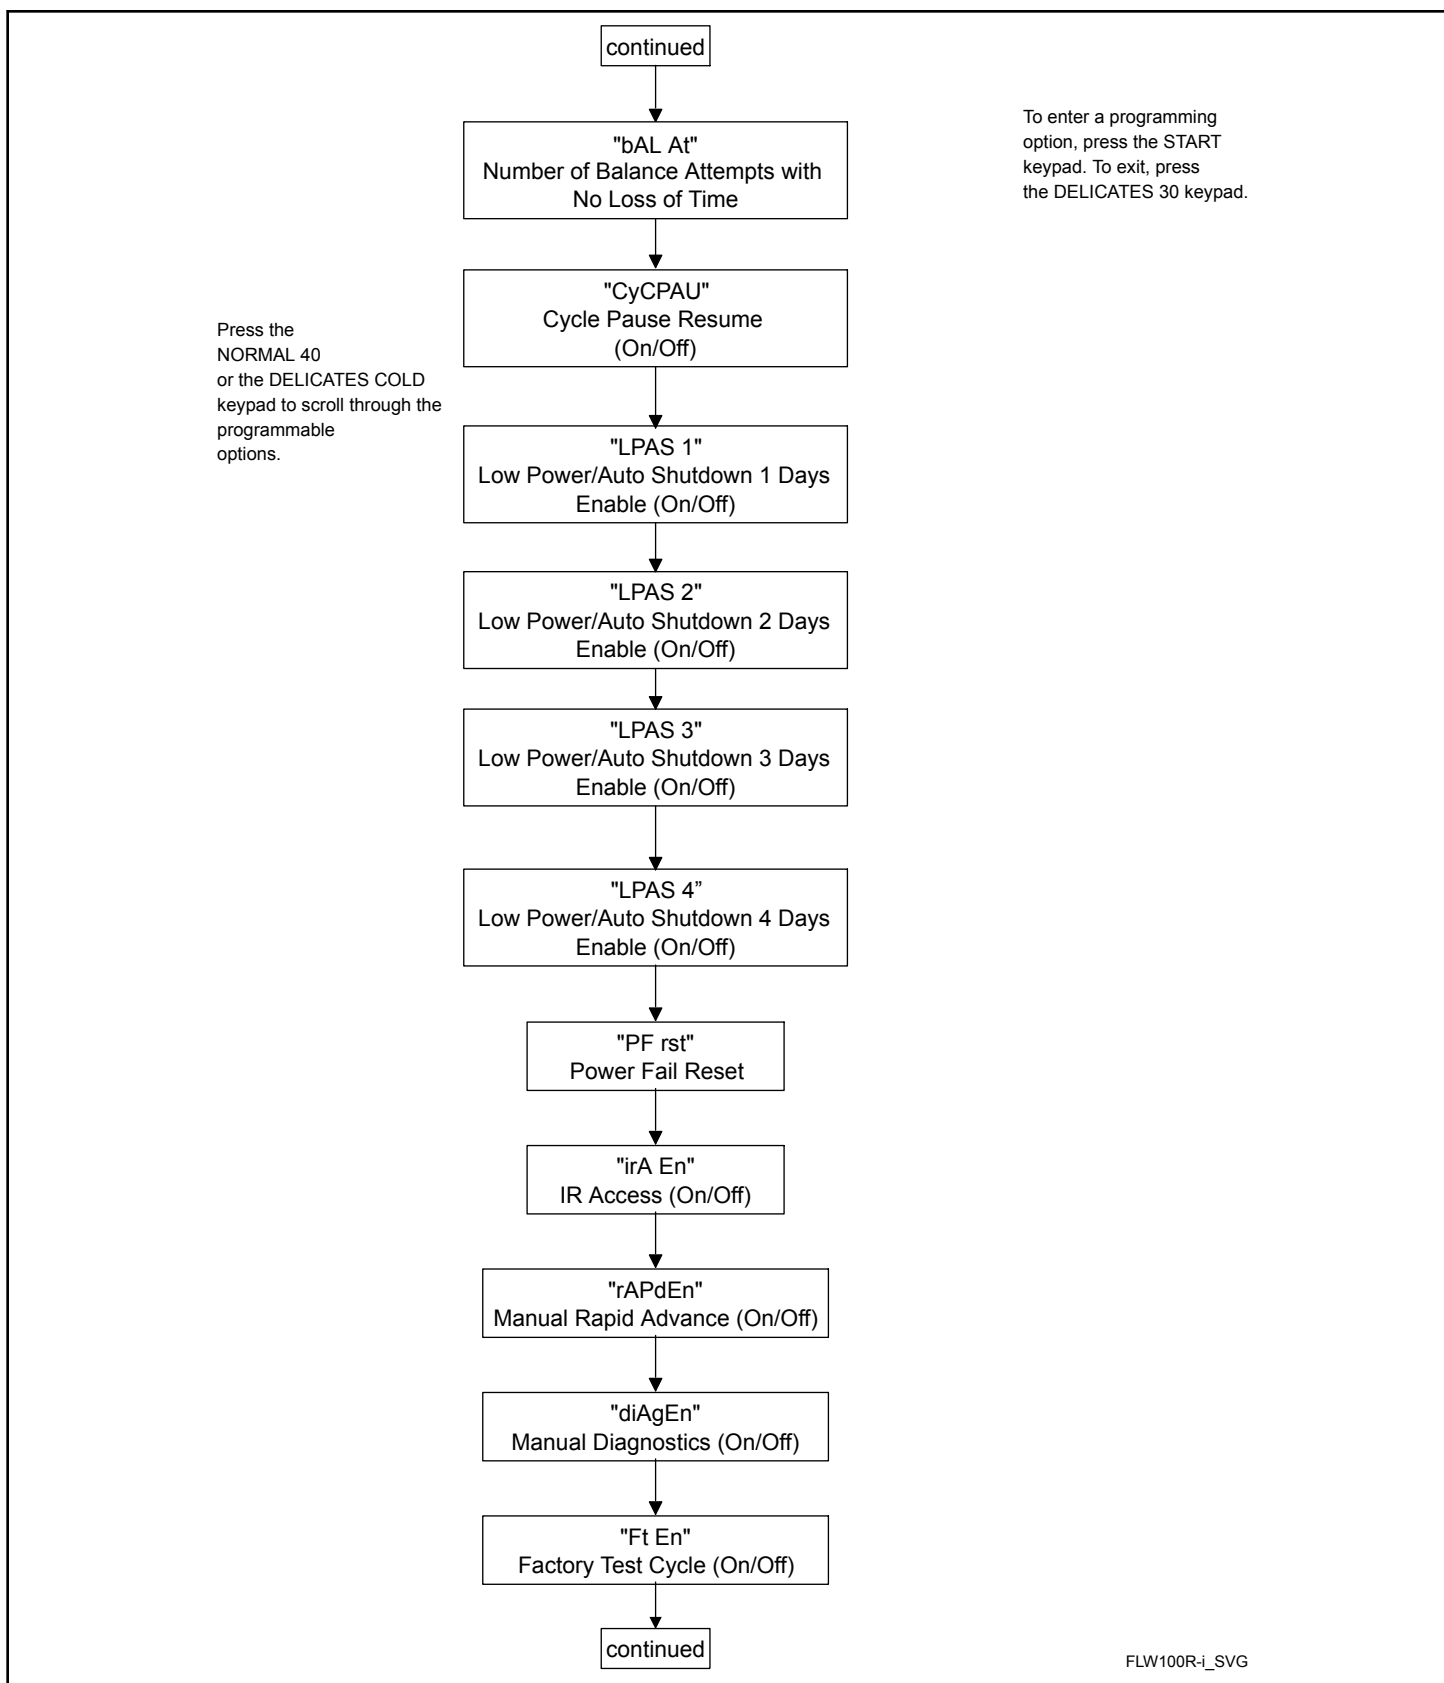 continued
To enter a programming
option, press the START
keypad. To exit, press
the DELICATES 30 keypad.
"bAL At"
Number of Balance Attempts with
No Loss of Time
"CyCPAU"
Cycle Pause Resume
(On/Off)
Press the
NORMAL 40
or the DELICATES COLD
keypad to scroll through the
programmable
options.
"LPAS 1"
Low Power/Auto Shutdown 1 Days
Enable (On/Off)
"LPAS 2"
Low Power/Auto Shutdown 2 Days
Enable (On/Off)
"LPAS 3"
Low Power/Auto Shutdown 3 Days
Enable (On/Off)
"LPAS 4”
Low Power/Auto Shutdown 4 Days
Enable (On/Off)
"PF rst"
Power Fail Reset
"irA En"
IR Access (On/Off)
"rAPdEn"
Manual Rapid Advance (On/Off)
"diAgEn"
Manual Diagnostics (On/Off)
"Ft En"
Factory Test Cycle (On/Off)
continued
FLW100R-i_SVG